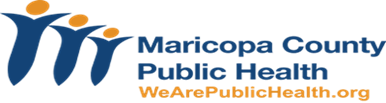 Maricopa County
Public Health
WeArePublicHealth.org